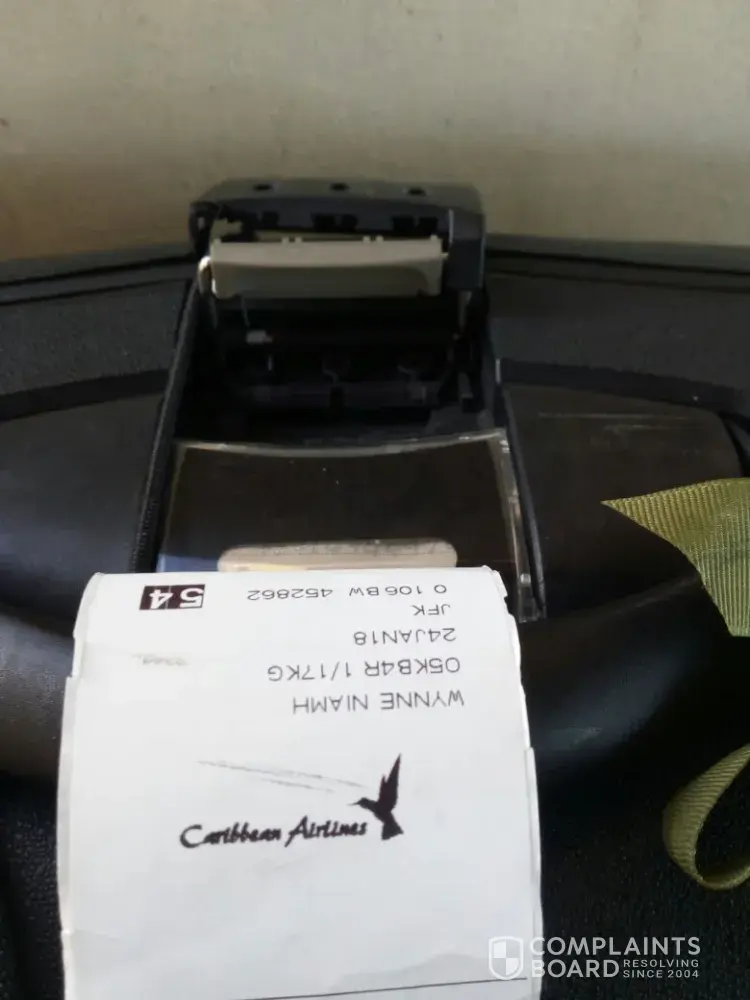 WYNNE NIAMH
05KB4R 1/17KG
24JAN18
JFK
0 106 BW 452862 54
Caribbean Airlines
COMPLAINTS
BOARD RESOLVING
SINCE 2004